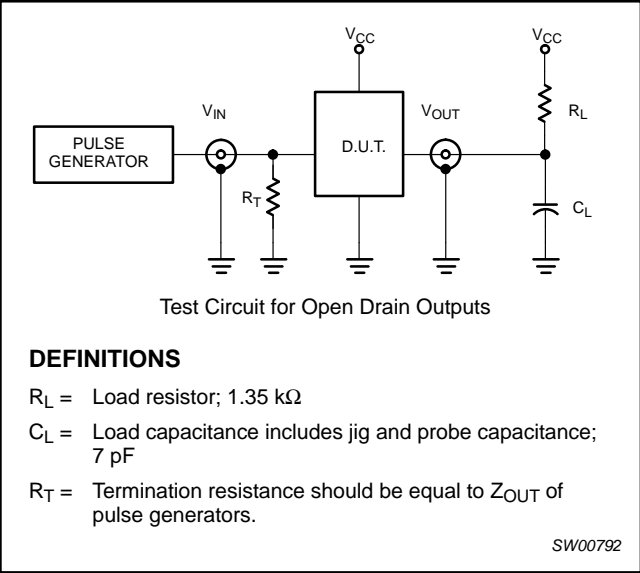 VCC VCC
VIN VOUT RL
PULSE
GENERATOR
D.U.T.
RT
CL
Test Circuit for Open Drain Outputs
DEFINITIONS
RL = Load resistor; 1.35 kΩ
CL = Load capacitance includes jig and probe capacitance;
7 pF
RT = Termination resistance should be equal to ZOUT of
pulse generators.
SW00792